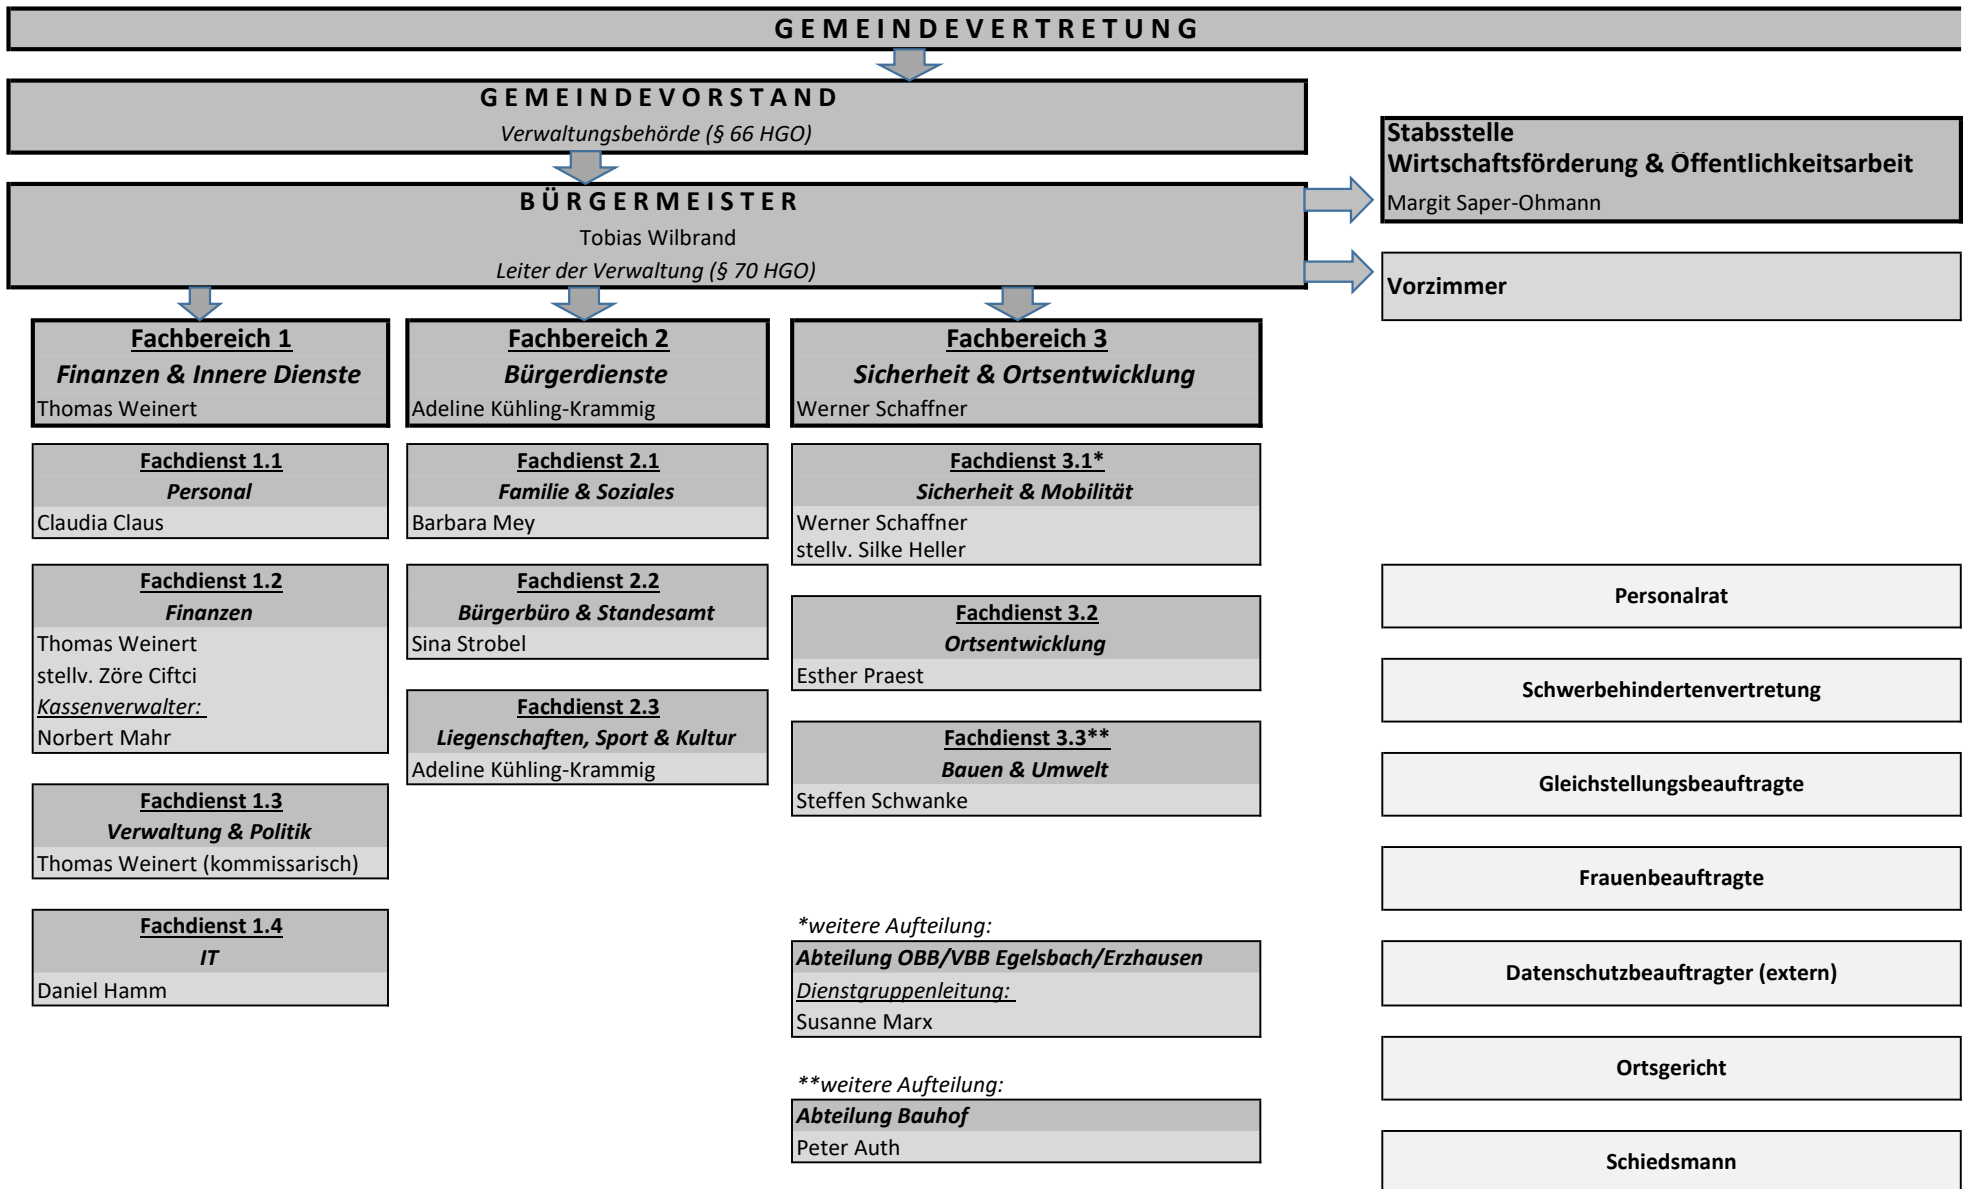 GEMEINDEVERTRETUNG
GEMEINDEVORSTAND
Verwaltungsbehörde (§ 66 HGO)
BÜRGERMEISTER
Tobias Wilbrand
Leiter der Verwaltung (§ 70 HGO)
Stabsstelle
Wirtschaftsförderung & Öffentlichkeitsarbeit
Margit Saper-Ohmann
Vorzimmer
Fachbereich 1
Finanzen & Innere Dienste
Thomas Weinert
Fachdienst 1.1
Personal
Claudia Claus
Fachdienst 1.2
Finanzen
Thomas Weinert
stellv. Zöre Ciftci
Kassenverwalter:
Norbert Mahr
Fachdienst 1.3
Verwaltung & Politik
Thomas Weinert (kommissarisch)
Fachdienst 1.4
IT
Daniel Hamm
Fachbereich 2
Bürgerdienste
Adeline Kühling-Krammig
Fachdienst 2.1
Familie & Soziales
Barbara Mey
Fachdienst 2.2
Bürgerbüro & Standesamt
Sina Strobel
Fachdienst 2.3
Liegenschaften, Sport & Kultur
Adeline Kühling-Krammig
Fachbereich 3
Sicherheit & Ortsentwicklung
Werner Schaffner
Fachdienst 3.1*
Sicherheit & Mobilität
Werner Schaffner
stellv. Silke Heller
Fachdienst 3.2
Ortsentwicklung
Esther Praest
Fachdienst 3.3**
Bauen & Umwelt
Steffen Schwanke
*weitere Aufteilung:
Abteilung OBB/VBB Egelsbach/Erzhausen
Dienstgruppenleitung:
Susanne Marx
**weitere Aufteilung:
Abteilung Bauhof
Peter Auth
Personalrat
Schwerbehindertenvertretung
Gleichstellungsbeauftragte
Frauenbeauftragte
Datenschutzbeauftragter (extern)
Ortsgericht
Schiedsmann